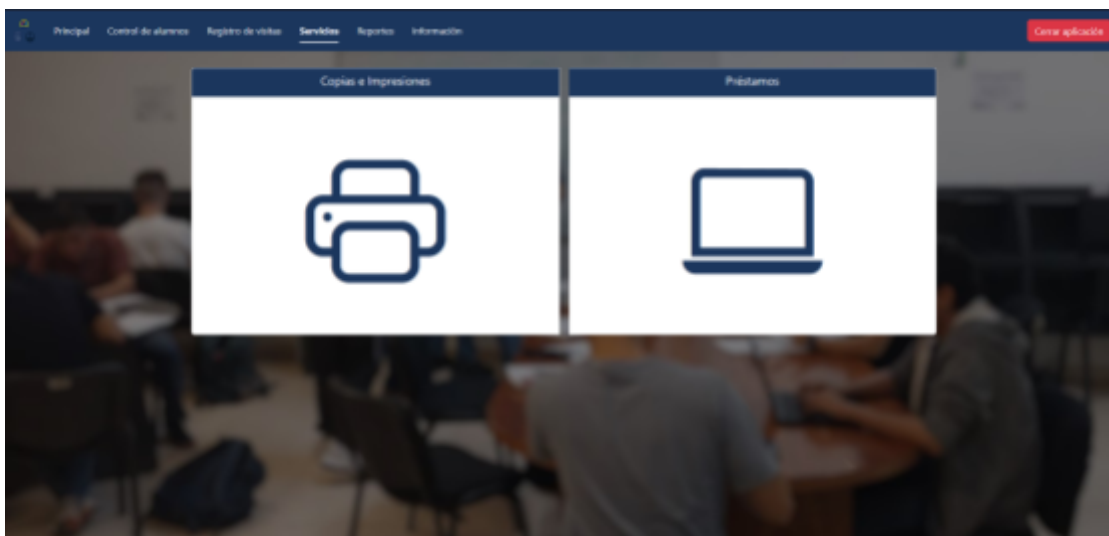 Principal Control de alumnos Registro de visitas Servicios Reportes Información Cerrar aplicación
Copias e Impresiones Préstamos